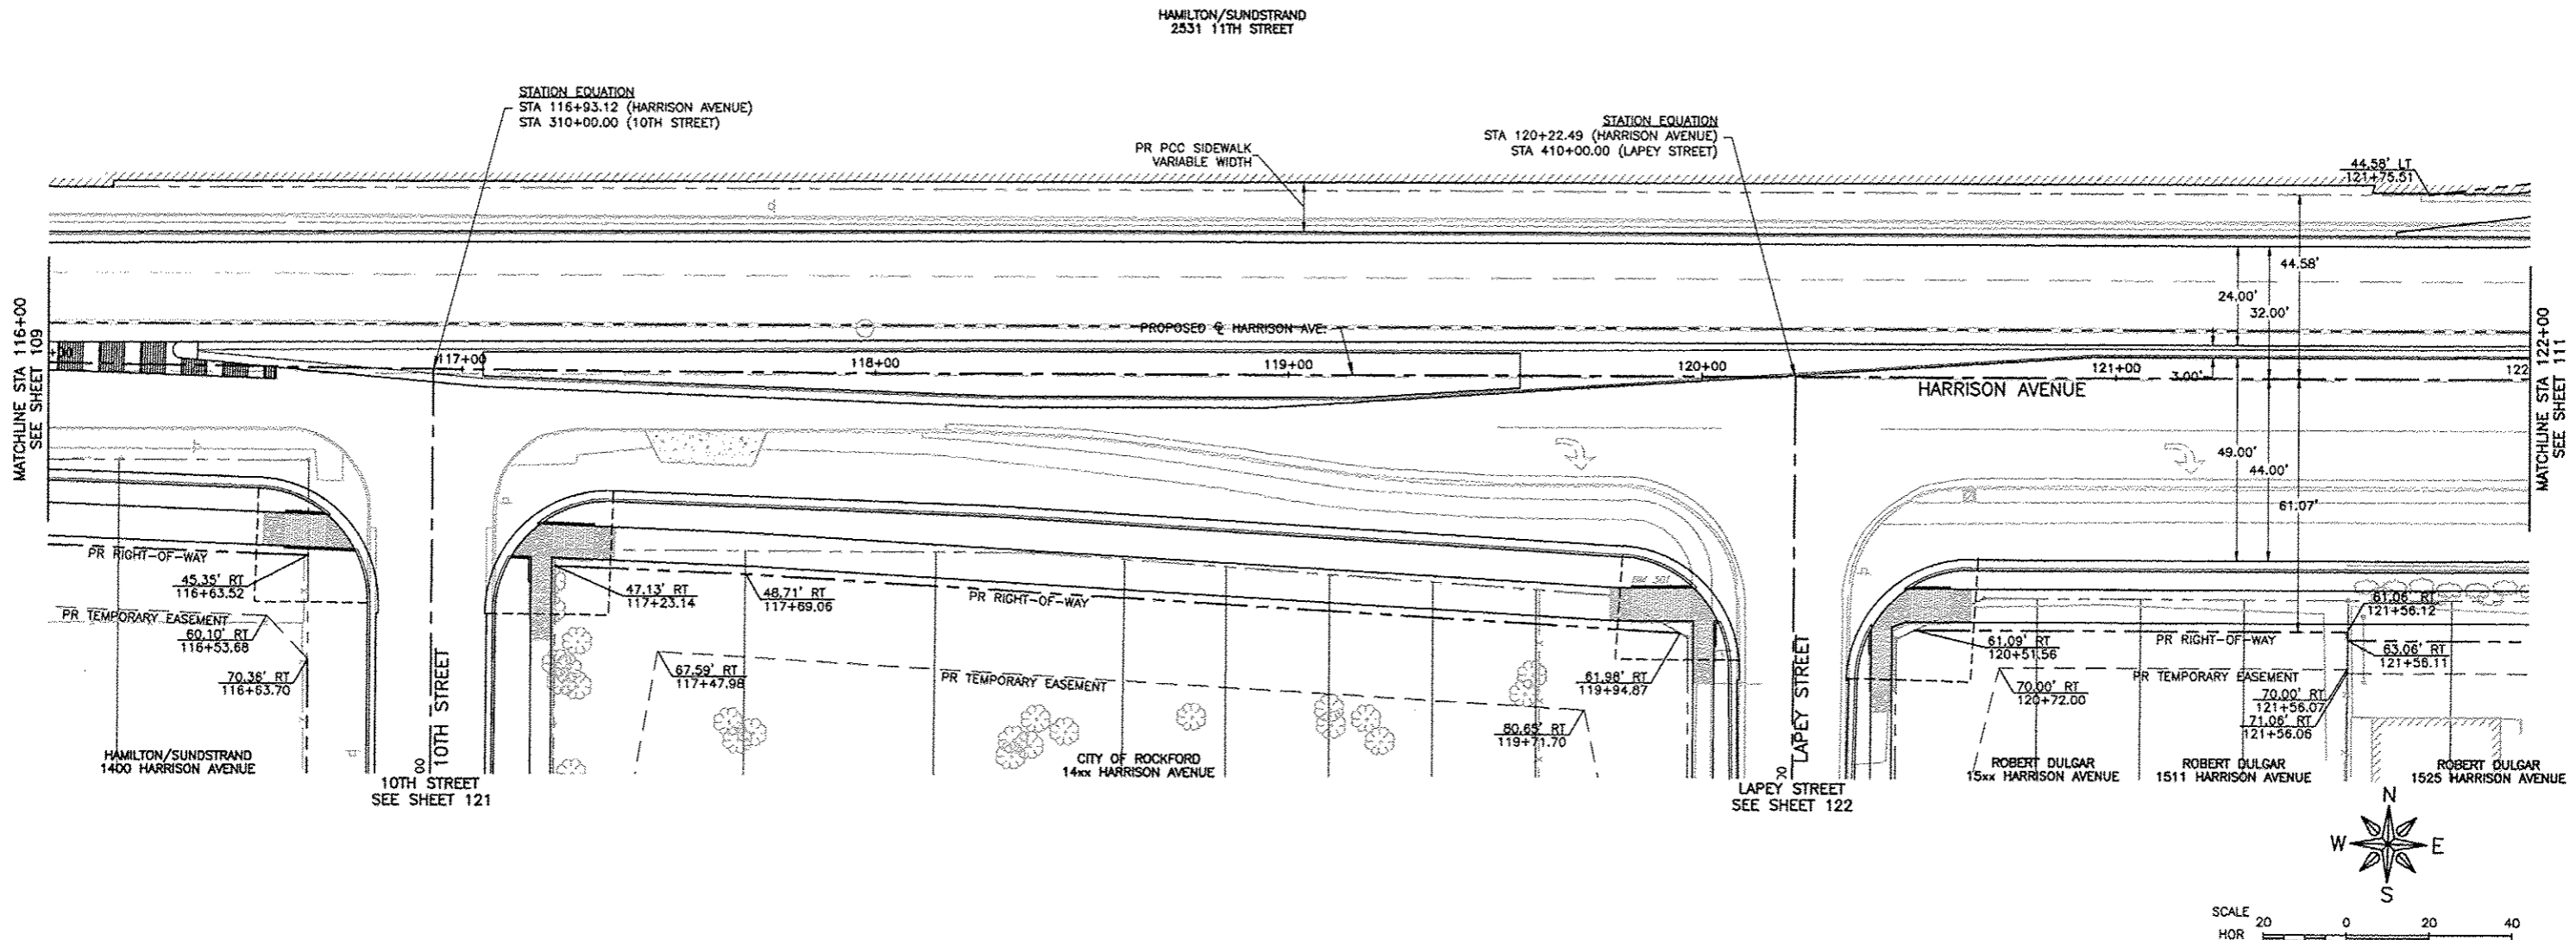 HAMILTON/SUNDSTRAND
2531 11TH STREET
STATION EQUATION
STA 116+93.12 (HARRISON AVENUE)
STA 310+00.00 (10TH STREET)
STATION EQUATION
STA 120+22.49 (HARRISON AVENUE)
STA 410+00.00 (LAPEY STREET)
PR PCC SIDEWALK
VARIABLE WIDTH
44.58' LT
121+75.51
MATCHLINE STA 116+00
SEE SHEET 109
44.58'
24.00'
32.00'
PROPOSED ℄ HARRISON AVE.
+00
117+00
118+00
119+00
120+00
121+00
122
3.00'
HARRISON AVENUE
MATCHLINE STA 122+00
SEE SHEET 111
49.00'
44.00'
61.07'
PR RIGHT-OF-WAY
45.35' RT
116+63.52
PR TEMPORARY EASEMENT
60.10' RT
116+53.68
70.36' RT
116+63.70
47.13' RT
117+23.14
48.71' RT
117+69.06
PR RIGHT-OF-WAY
67.59' RT
117+47.98
PR TEMPORARY EASEMENT
61.98' RT
119+94.87
80.65' RT
119+71.70
61.09' RT
120+51.56
PR RIGHT-OF-WAY
61.06' RT
121+56.12
63.06' RT
121+56.11
70.00' RT
120+72.00
PR TEMPORARY EASEMENT
70.00' RT
121+56.07
71.06' RT
121+56.06
10TH STREET
LAPEY STREET
00
HAMILTON/SUNDSTRAND
1400 HARRISON AVENUE
10TH STREET
SEE SHEET 121
CITY OF ROCKFORD
14xx HARRISON AVENUE
LAPEY STREET
SEE SHEET 122
ROBERT DULGAR
15xx HARRISON AVENUE
ROBERT DULGAR
1511 HARRISON AVENUE
ROBERT DULGAR
1525 HARRISON AVENUE
N
W
E
S
SCALE
HOR
20 0 20 40